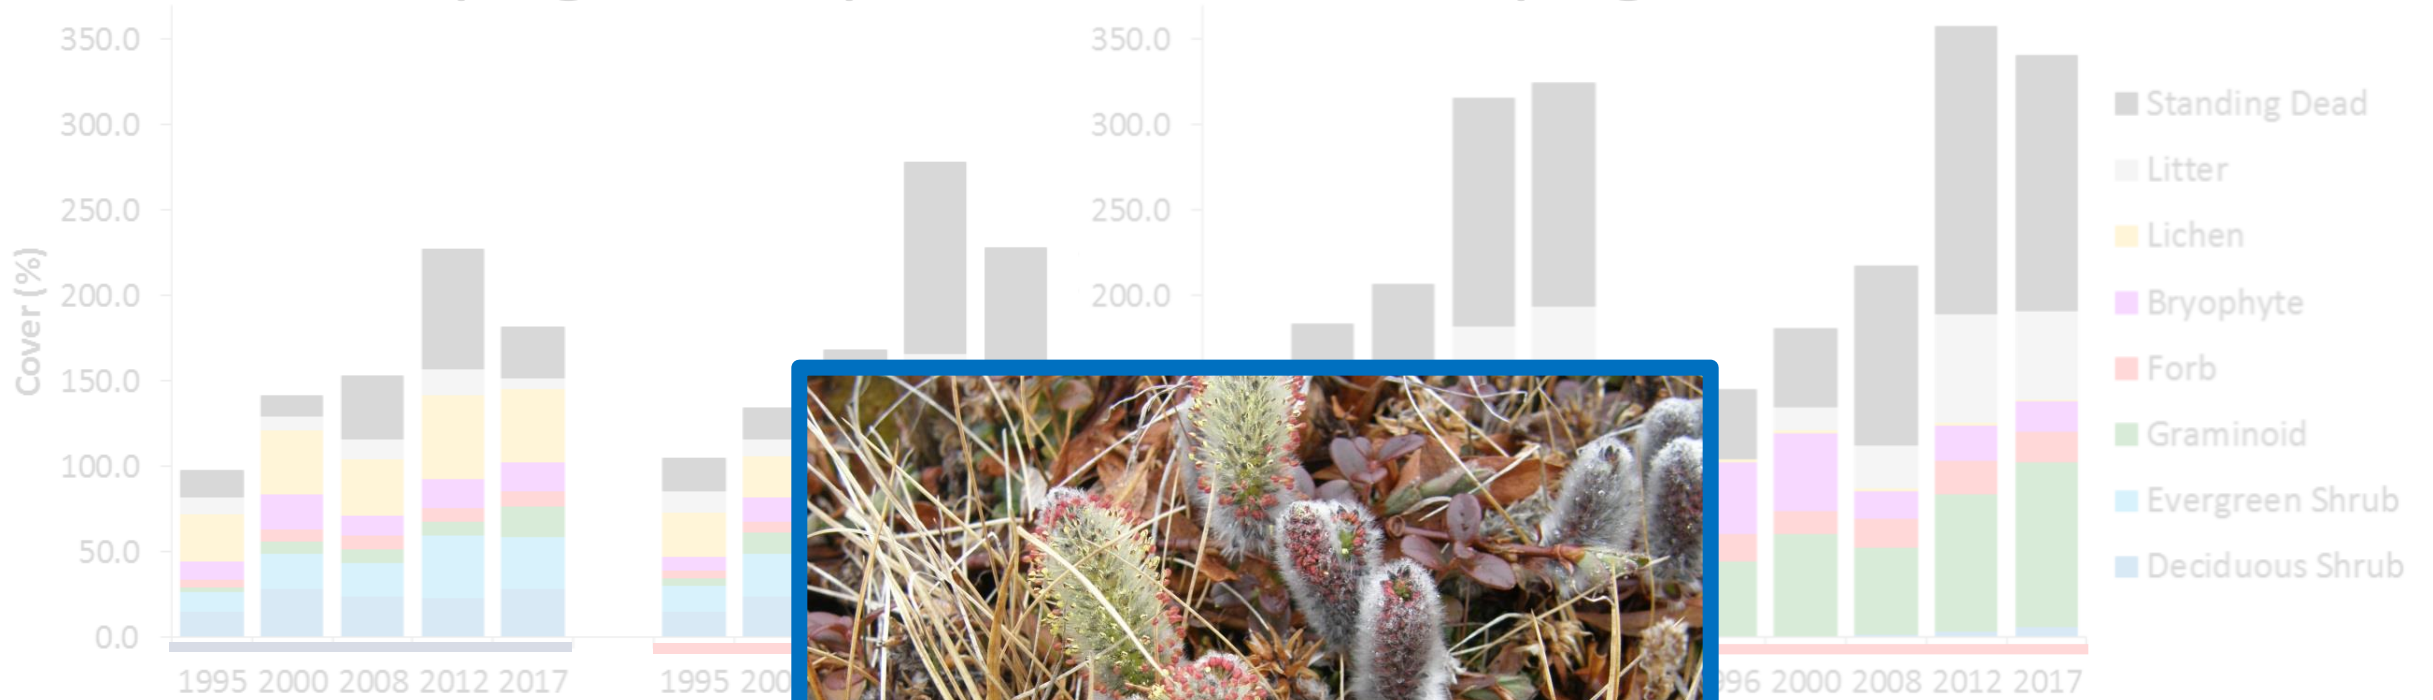 350.0
300.0
250.0
200.0
150.0
100.0
50.0
0.0
Cover (%)
1995 2000 2008 2012 2017
1995
350.0
300.0
250.0
200.0
2000 2008 2012 2017
Standing Dead
Litter
Lichen
Bryophyte
Forb
Graminoid
Evergreen Shrub
Deciduous Shrub